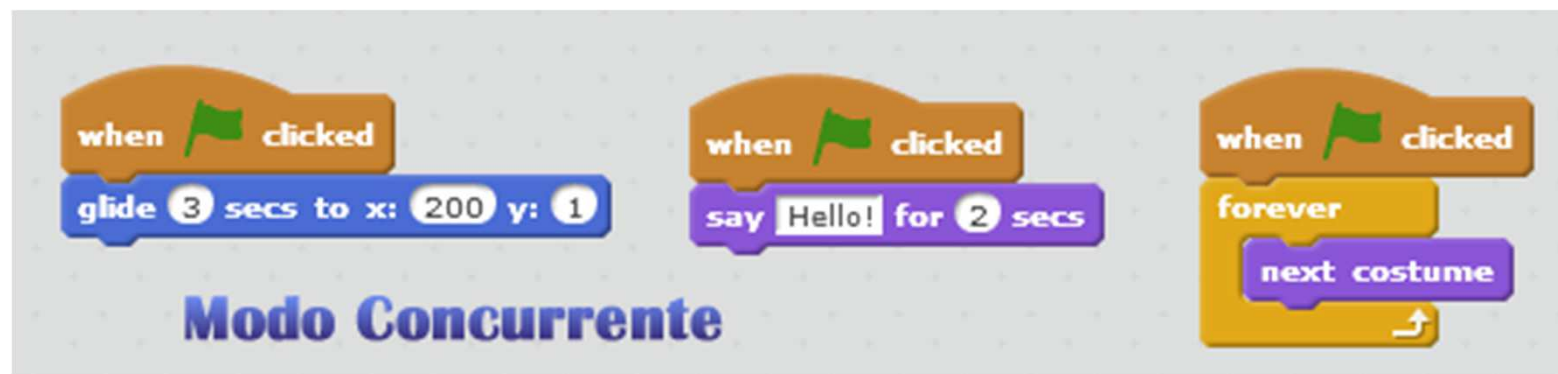 when clicked
glide 3 secs to x: 200 y: 1
when clicked
say Hello! for 2 secs
when clicked
forever
next costume
Modo Concurrente